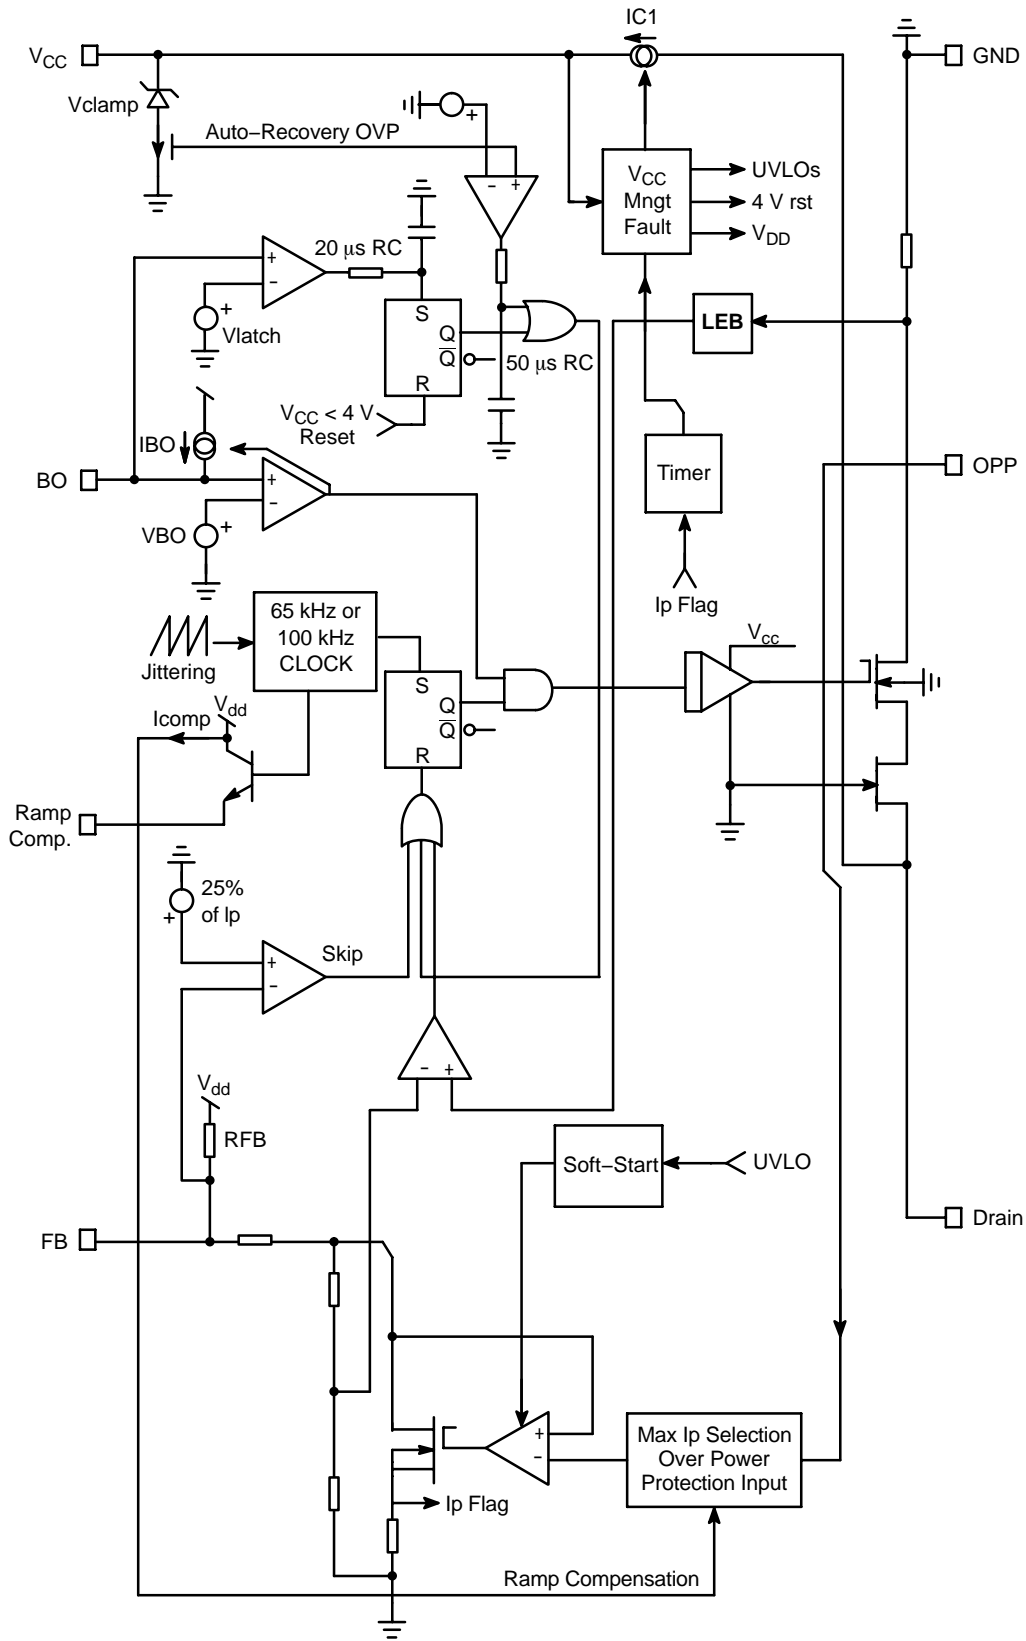 IC1
VCC
GND
Vclamp
+
Auto−Recovery OVP
− +
VCC
Mngt
Fault
UVLOs
4 V rst
VDD
20 μs RC
+
−
+
Vlatch
S
Q
Q
R
50 μs RC
LEB
VCC < 4 V
Reset
IBO
BO
+
−
VBO
+
Timer
OPP
Ip Flag
65 kHz or
100 kHz
CLOCK
Jittering
Vcc
S
Q
Q
R
Icomp
Vdd
Ramp
Comp.
25%
of Ip
+
Skip
+
−
− +
Vdd
RFB
Soft−Start
UVLO
FB
Drain
+
−
Max Ip Selection
Over Power
Protection Input
Ip Flag
Ramp Compensation